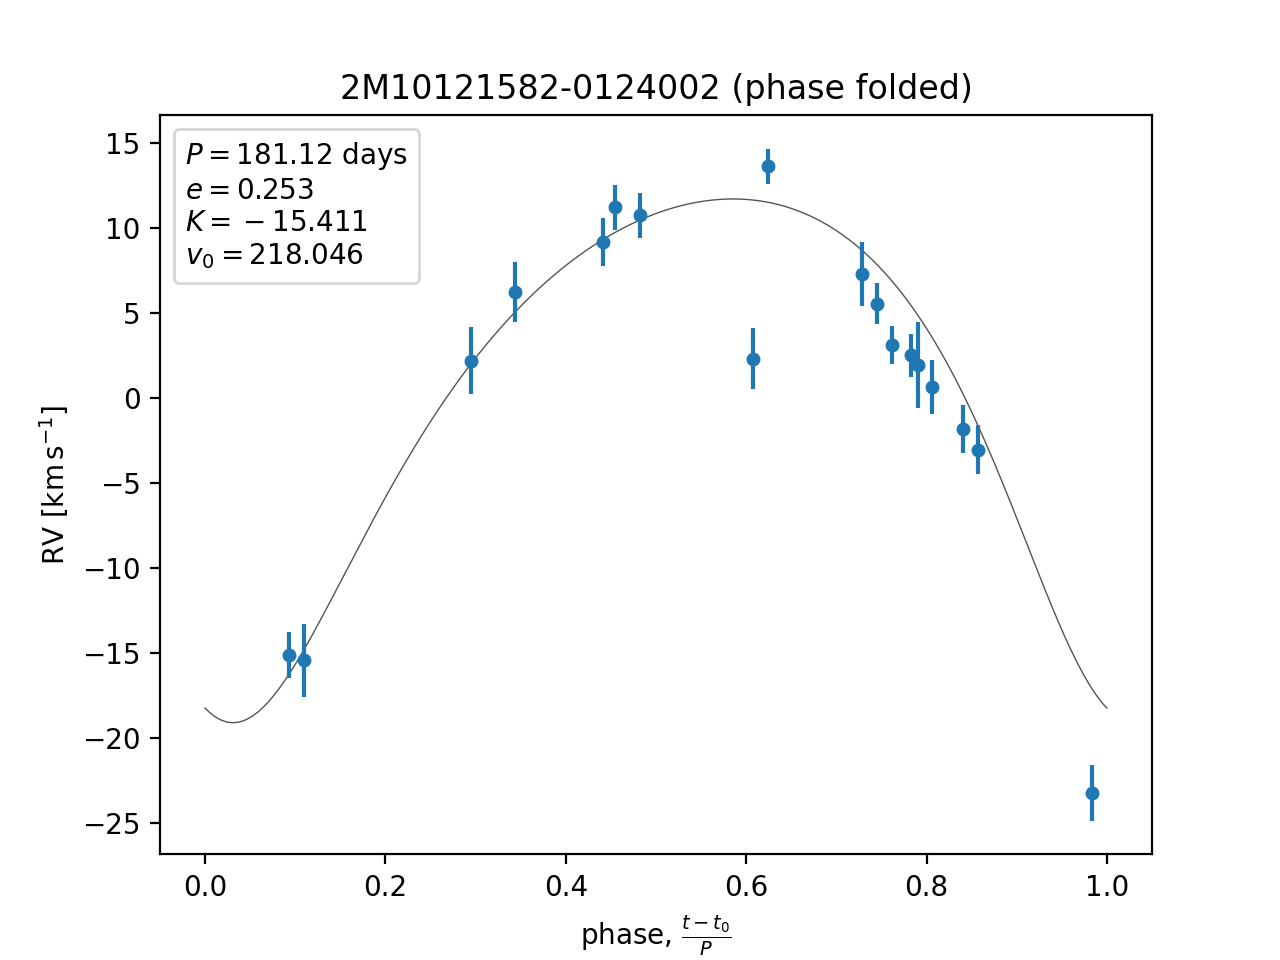 2M10121582-0124002 (phase folded)
P = 181.12 days
e = 0.253
K = −15.411
v₀ = 218.046
RV [km s⁻¹]
15
10
5
0
−5
−10
−15
−20
−25
0.0 0.2 0.4 0.6 0.8 1.0
phase, (t − t₀)/P